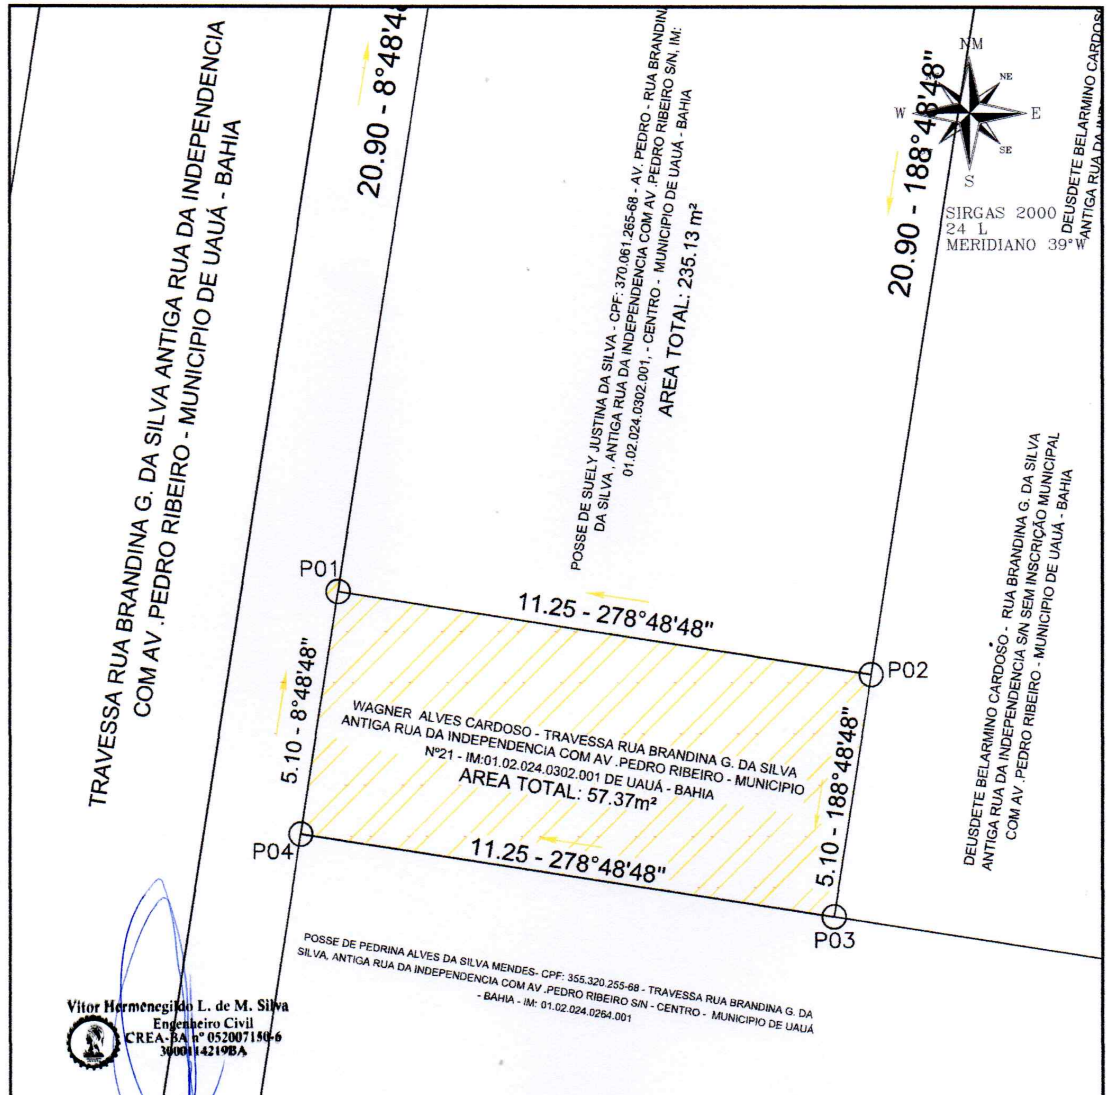 TRAVESSA RUA BRANDINA G. DA SILVA ANTIGA RUA DA INDEPENDENCIA
COM AV .PEDRO RIBEIRO - MUNICIPIO DE UAUÁ - BAHIA
20.90 - 8°48'4
POSSE DE SUELY JUSTINA DA SILVA - CPF: 370.061.265-68 - AV. PEDRO - RUA BRANDINA
DA SILVA , ANTIGA RUA DA INDEPENDENCIA COM AV .PEDRO RIBEIRO S/N, IM:
01.02.024.0302.001, - CENTRO - MUNICIPIO DE UAUÁ - BAHIA
AREA TOTAL: 235.13 m²
20.90 - 188°48'48"
NM
NE
W
E
SE
S
SIRGAS 2000
24 L
MERIDIANO 39°W
DEUSDETE BELARMINO CARDOSO
ANTIGA RUA DA
P01
11.25 - 278°48'48"
P02
5.10 - 8°48'48"
WAGNER ALVES CARDOSO - TRAVESSA RUA BRANDINA G. DA SILVA
ANTIGA RUA DA INDEPENDENCIA COM AV .PEDRO RIBEIRO - MUNICIPIO
Nº21 - IM:01.02.024.0302.001 DE UAUÁ - BAHIA
AREA TOTAL: 57.37m²
5.10 - 188°48'48"
DEUSDETE BELARMINO CARDOSO - RUA BRANDINA G. DA SILVA
ANTIGA RUA DA INDEPENDENCIA S/N SEM INSCRIÇÃO MUNICIPAL
COM AV .PEDRO RIBEIRO - MUNICIPIO DE UAUÁ - BAHIA
P04
11.25 - 278°48'48"
P03
POSSE DE PEDRINA ALVES DA SILVA MENDES- CPF: 355.320.255-68 - TRAVESSA RUA BRANDINA G. DA
SILVA, ANTIGA RUA DA INDEPENDENCIA COM AV .PEDRO RIBEIRO S/N - CENTRO - MUNICIPIO DE UAUÁ
- BAHIA - IM: 01.02.024.0264.001
Vitor Hermenegildo L. de M. Silva
Engenheiro Civil
CREA-BA nº 052007150-6
3000114219BA